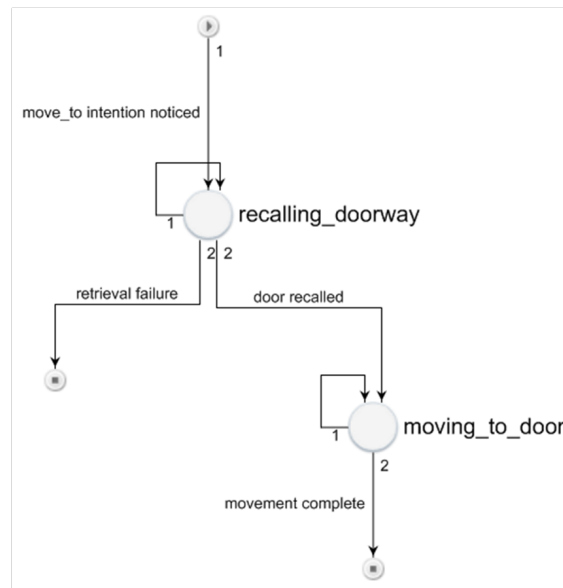 1
move_to intention noticed
recalling_doorway
1
2 2
retrieval failure
door recalled
moving_to_door
1
2
movement complete